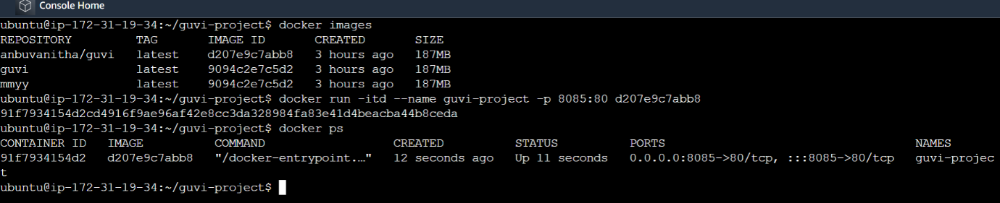 Console Home
ubuntu@ip-172-31-19-34:~/guvi-project$ docker images
REPOSITORY TAG IMAGE ID CREATED SIZE
anbuvanitha/guvi latest d207e9c7abb8 3 hours ago 187MB
guvi latest 9094c2e7c5d2 3 hours ago 187MB
mmyy latest 9094c2e7c5d2 3 hours ago 187MB
ubuntu@ip-172-31-19-34:~/guvi-project$ docker run -itd --name guvi-project -p 8085:80 d207e9c7abb8
91f7934154d2cd4916f9ae96af42e8cc3da328984fa83e41d4beacba44b8ceda
ubuntu@ip-172-31-19-34:~/guvi-project$ docker ps
CONTAINER ID IMAGE COMMAND CREATED STATUS PORTS NAMES
91f7934154d2 d207e9c7abb8 "/docker-entrypoint.…" 12 seconds ago Up 11 seconds 0.0.0.0:8085->80/tcp, :::8085->80/tcp guvi-projec
t
ubuntu@ip-172-31-19-34:~/guvi-project$